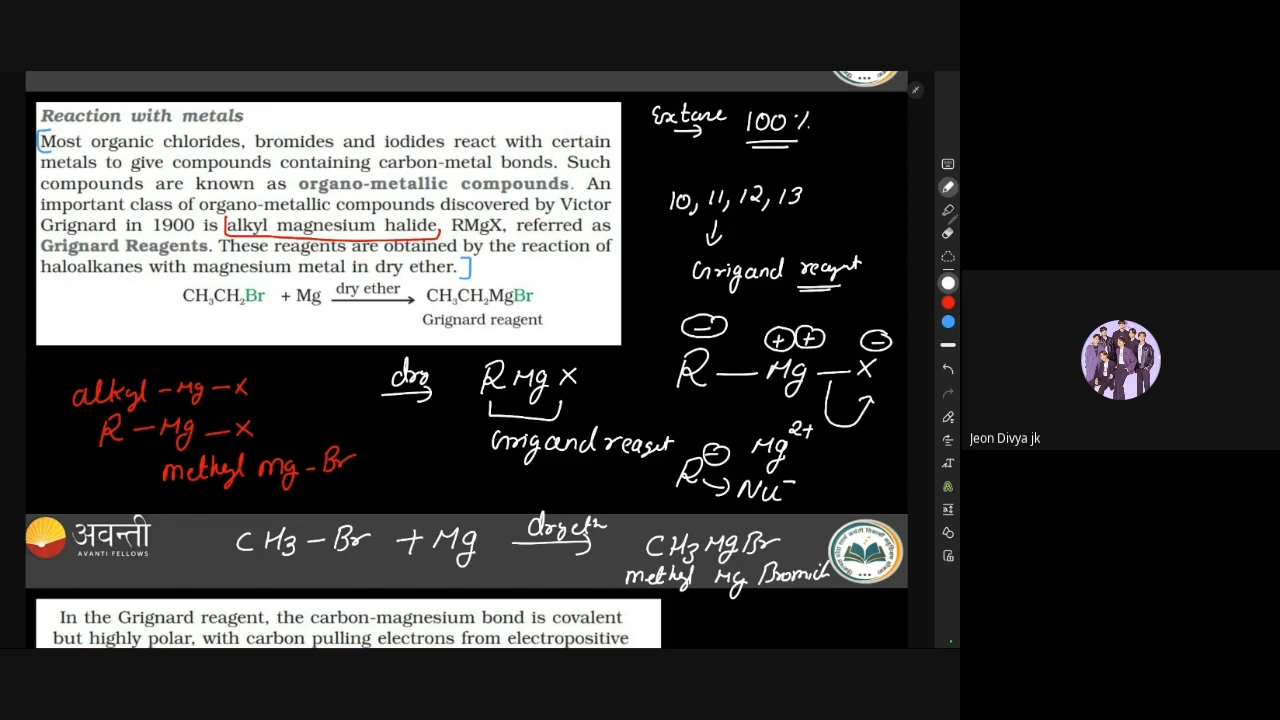 Reaction with metals
Most organic chlorides, bromides and iodides react with certain
metals to give compounds containing carbon-metal bonds. Such
compounds are known as organo-metallic compounds. An
important class of organo-metallic compounds discovered by Victor
Grignard in 1900 is alkyl magnesium halide, RMgX, referred as
Grignard Reagents. These reagents are obtained by the reaction of
haloalkanes with magnesium metal in dry ether.
CH₃CH₂Br + Mg dry ether → CH₃CH₂MgBr
Grignard reagent
100%
10, 11, 12, 13
↓
Grigand reagent
⊖ ⊕⊕ ⊖
R — Mg — X
Mg²⁺
R⊖ → Nu⁻
dry → RMgX
Grigand reaget
alkyl - Mg - X
R - Mg - X
methyl Mg - Br
अवन्ती
AVANTI FELLOWS
CH3 - Br + Mg → CH3MgBr
methyl Mg
In the Grignard reagent, the carbon-magnesium bond is covalent
but highly polar, with carbon pulling electrons from electropositive
Jeon Divya jk